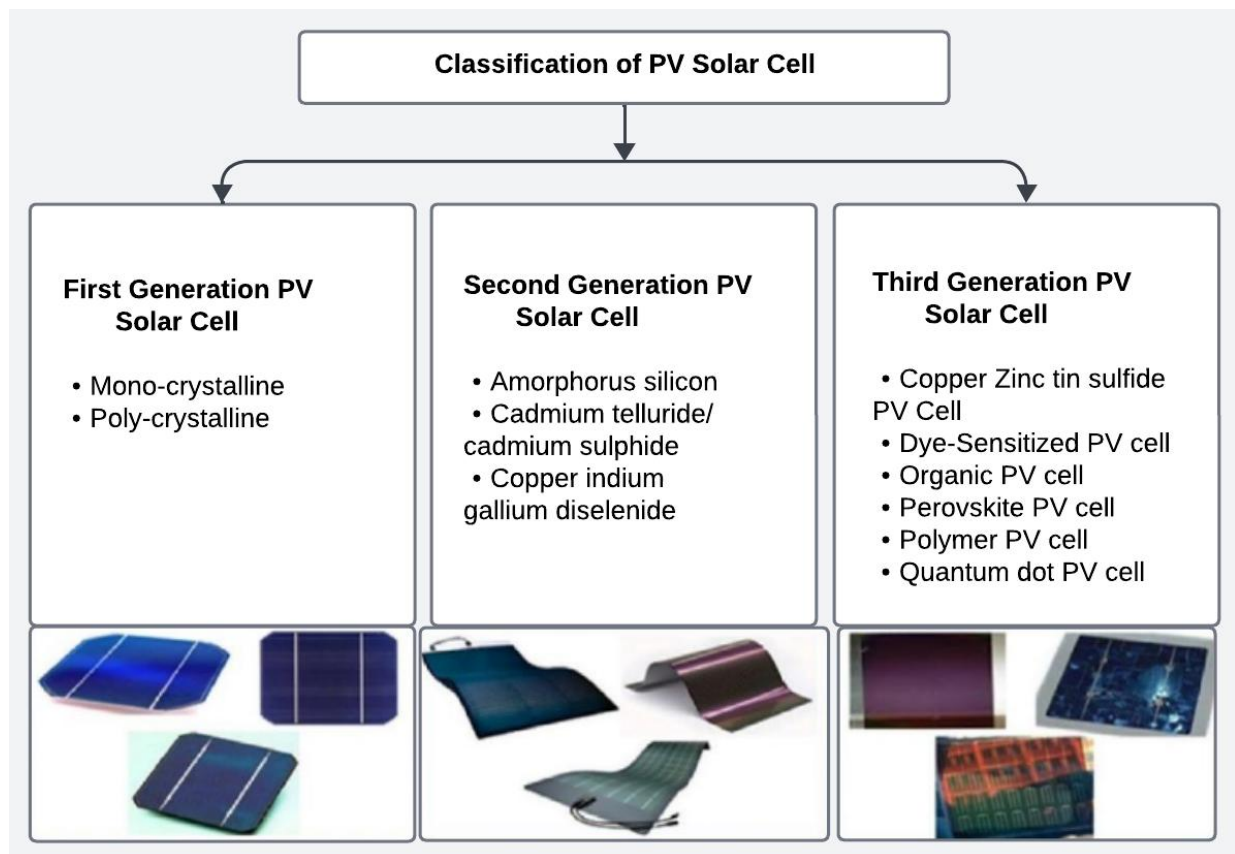 Classification of PV Solar Cell
First Generation PV
Solar Cell
• Mono-crystalline
• Poly-crystalline
Second Generation PV
Solar Cell
• Amorphorus silicon
• Cadmium telluride/
cadmium sulphide
• Copper indium
gallium diselenide
Third Generation PV
Solar Cell
• Copper Zinc tin sulfide
PV Cell
• Dye-Sensitized PV cell
• Organic PV cell
• Perovskite PV cell
• Polymer PV cell
• Quantum dot PV cell